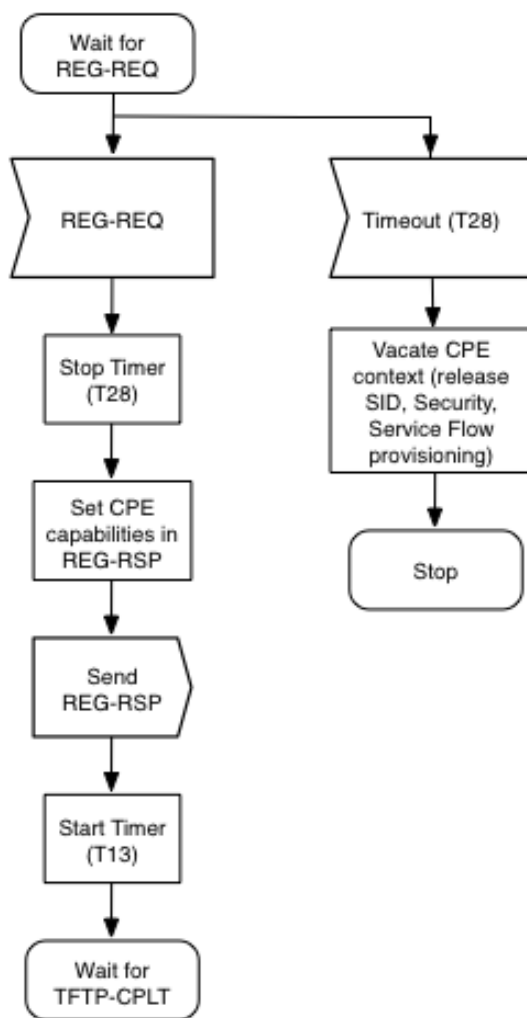 Wait for
REG-REQ
REG-REQ
Timeout (T28)
Stop Timer
(T28)
Vacate CPE
context (release
SID, Security,
Service Flow
provisioning)
Set CPE
capabilities in
REG-RSP
Stop
Send
REG-RSP
Start Timer
(T13)
Wait for
TFTP-CPLT